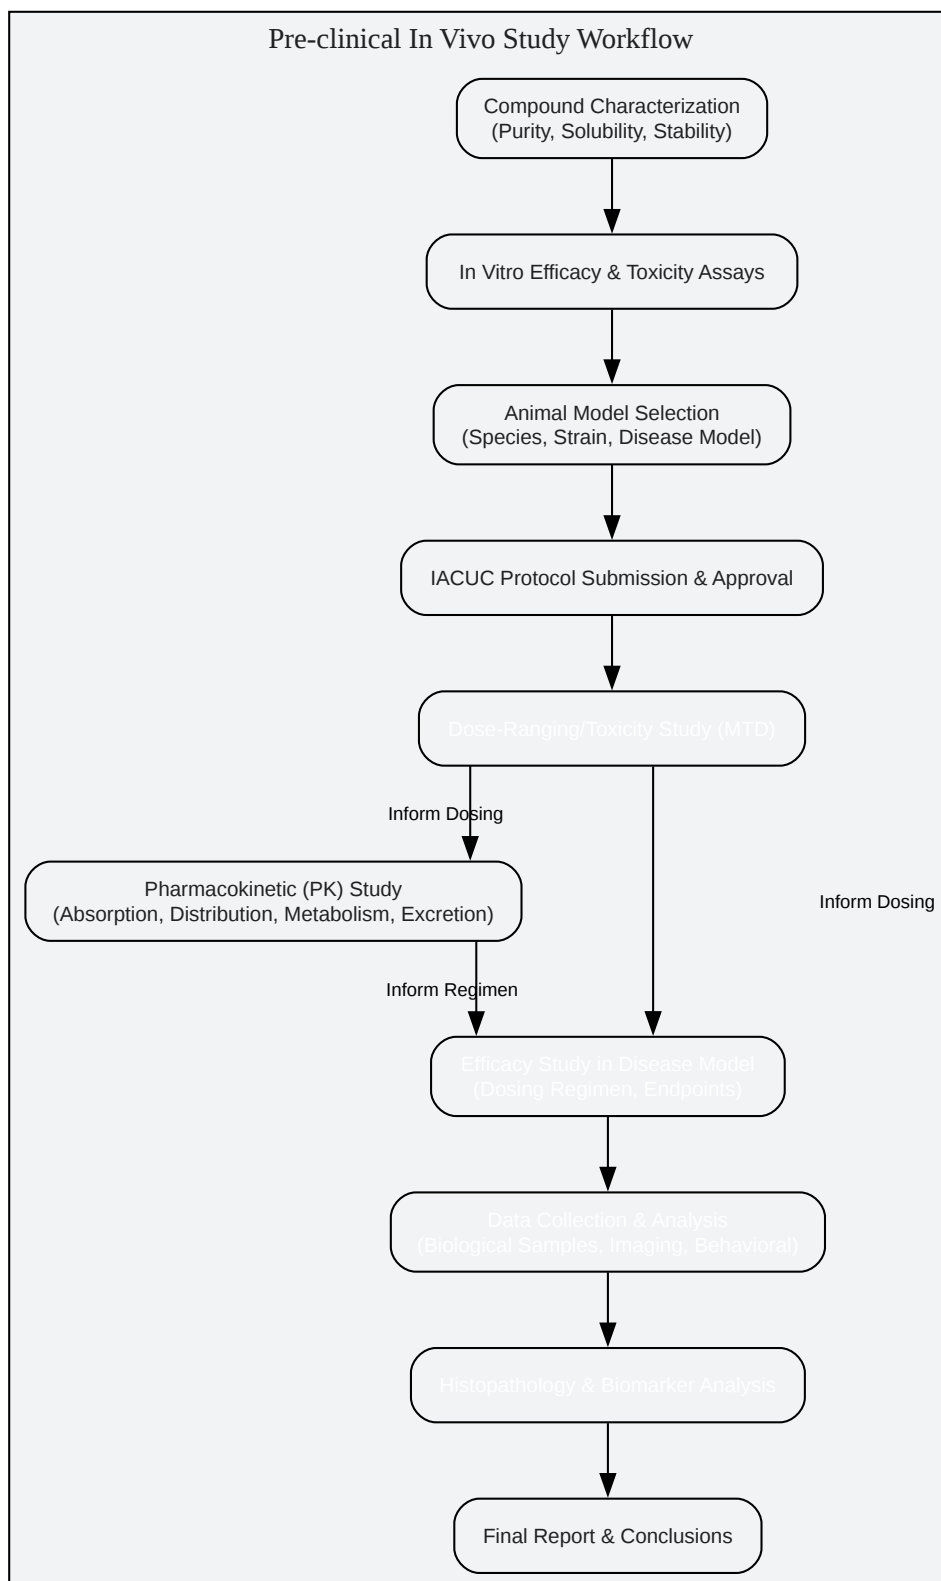 Pre-clinical In Vivo Study Workflow
Compound Characterization
(Purity, Solubility, Stability)
In Vitro Efficacy & Toxicity Assays
Animal Model Selection
(Species, Strain, Disease Model)
IACUC Protocol Submission & Approval
Dose-Ranging/Toxicity Study (MTD)
Inform Dosing
Pharmacokinetic (PK) Study
(Absorption, Distribution, Metabolism, Excretion)
Inform Dosing
Inform Regimen
Efficacy Study in Disease Model
(Dosing Regimen, Endpoints)
Data Collection & Analysis
(Biological Samples, Imaging, Behavioral)
Histopathology & Biomarker Analysis
Final Report & Conclusions